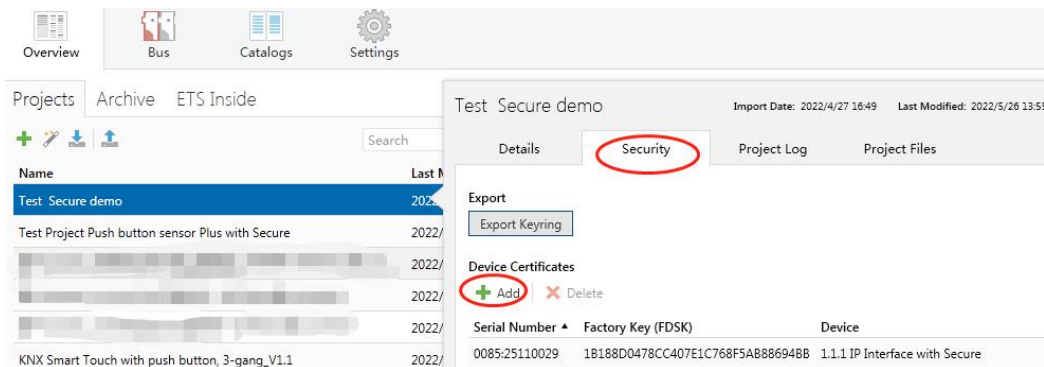 Overview Bus Catalogs Settings
Projects Archive ETS Inside
Search
Name Last M
Test Secure demo 202
Test Project Push button sensor Plus with Secure 2022/
2022/
2022/
2022/
KNX Smart Touch with push button, 3-gang_V1.1 2022/
Test Secure demo Import Date: 2022/4/27 16:49 Last Modified: 2022/5/26 13:55
Details Security Project Log Project Files
Export
Export Keyring
Device Certificates
Add Delete
Serial Number Factory Key (FDSK) Device
0085:25110029 1B188D0478CC407E1C768F5AB88694BB 1.1.1 IP Interface with Secure